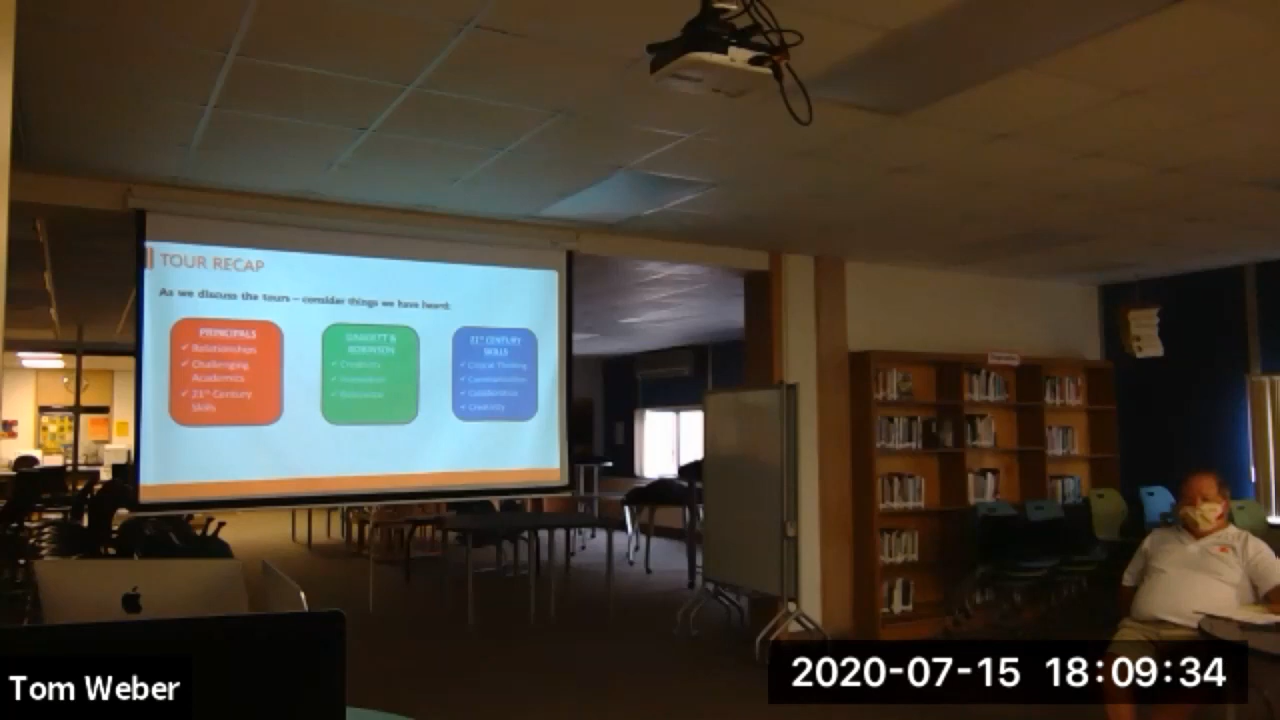 TOUR RECAP
As we discuss the tours – consider things we have heard:
PRINCIPALS
✓ Relationships
✓ Challenging
Academics
✓ 21st Century
Skills
ROBINSON
✓ Creativity
21st CENTURY
SKILLS
✓ Critical Thinking
✓ Communication
✓ Collaboration
✓ Creativity
Tom Weber
2020-07-15 18:09:34